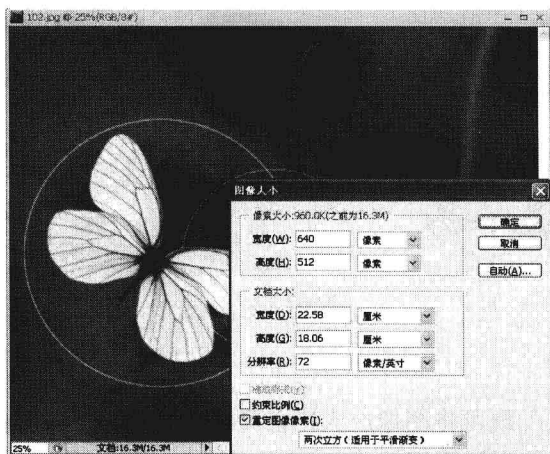 102.jpg @ 25%(RGB/8#)
图像大小
像素大小:960.0K(之前为16.3M)
宽度(W): 640 像素
高度(H): 512 像素
确定
取消
自动(A)...
文档大小:
宽度(D): 22.58 厘米
高度(G): 18.06 厘米
分辨率(R): 72 像素/英寸
缩放样式(Y)
约束比例(C)
重定图像像素(I):
两次立方(适用于平滑渐变)
25% 文档:16.3M/16.3M